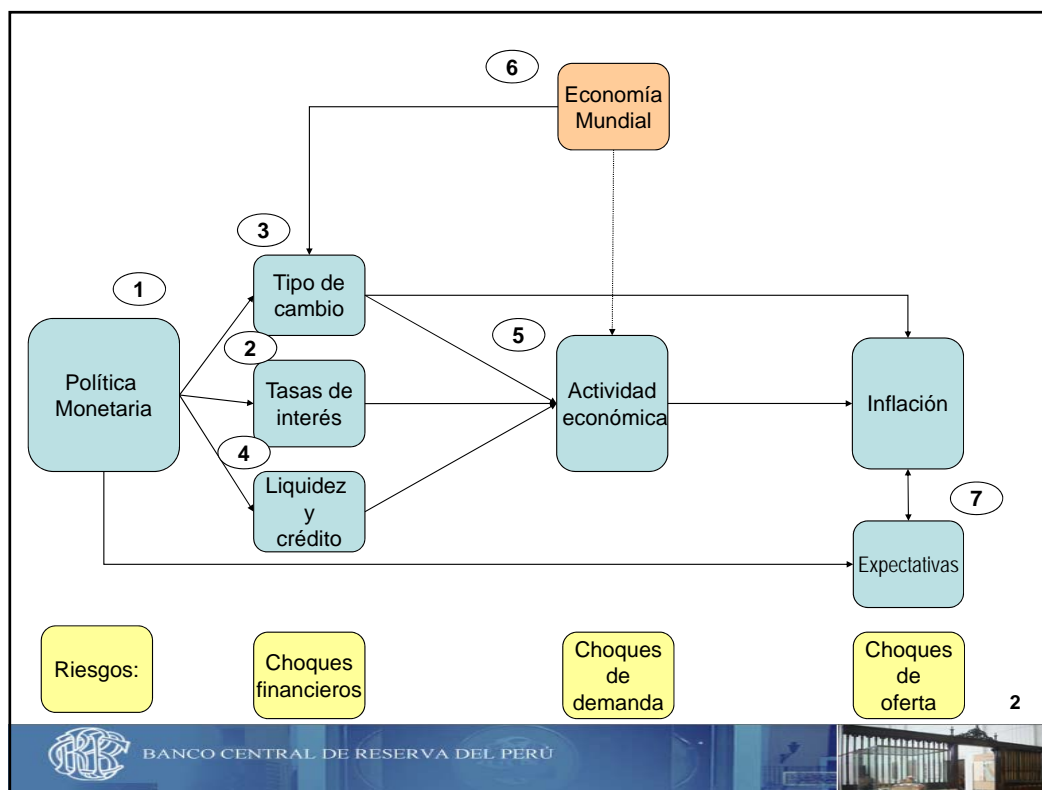 6
Economía
Mundial
3
Tipo de
cambio
1
Política
Monetaria
2
Tasas de
interés
4
Liquidez
y
crédito
5
Actividad
económica
Inflación
7
Expectativas
Riesgos:
Choques
financieros
Choques
de
demanda
Choques
de
oferta
2
BANCO CENTRAL DE RESERVA DEL PERÚ